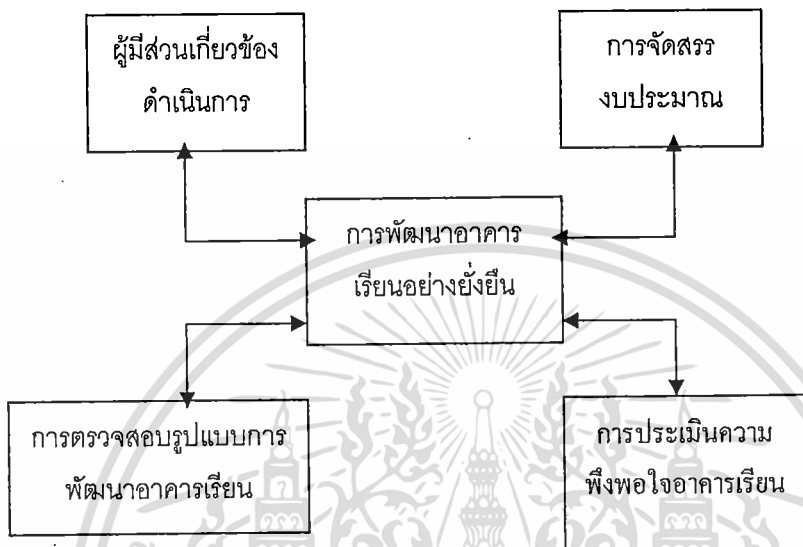 ผู้มีส่วนเกี่ยวข้อง
ดำเนินการ
การจัดสรร
งบประมาณ
การพัฒนาอาคาร
เรียนอย่างยั่งยืน
การตรวจสอบรูปแบบการ
พัฒนาอาคารเรียน
การประเมินความ
พึงพอใจอาคารเรียน